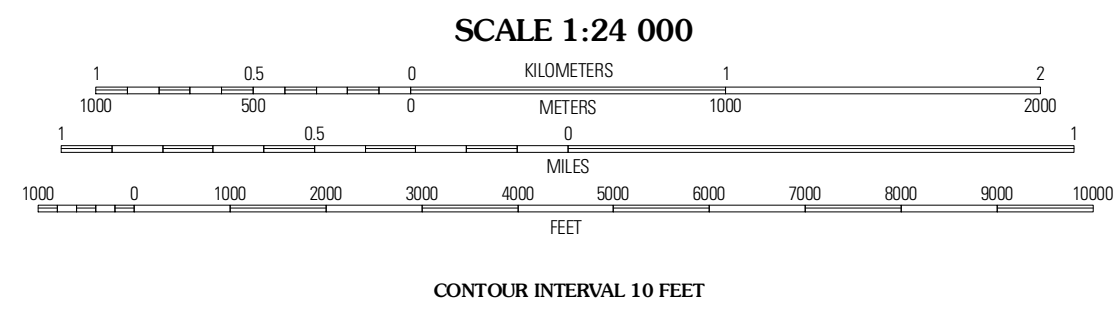 SCALE 1:24 000
1 0.5 0 KILOMETERS 1 2
1000 500 0 METERS 1000 2000
1 0.5 0 1
MILES
1000 0 1000 2000 3000 4000 5000 6000 7000 8000 9000 10000
FEET
CONTOUR INTERVAL 10 FEET